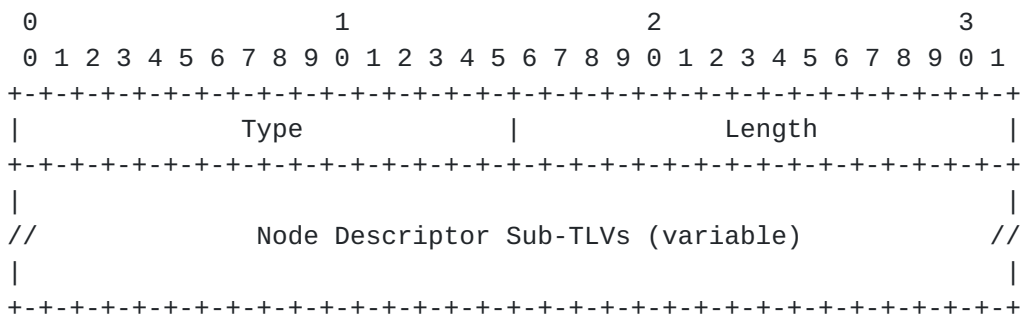 0                   1                   2                   3
 0 1 2 3 4 5 6 7 8 9 0 1 2 3 4 5 6 7 8 9 0 1 2 3 4 5 6 7 8 9 0 1
+-+-+-+-+-+-+-+-+-+-+-+-+-+-+-+-+-+-+-+-+-+-+-+-+-+-+-+-+-+-+-+-+
|              Type             |             Length            |
+-+-+-+-+-+-+-+-+-+-+-+-+-+-+-+-+-+-+-+-+-+-+-+-+-+-+-+-+-+-+-+-+
|                                                               |
//              Node Descriptor Sub-TLVs (variable)            //
|                                                               |
+-+-+-+-+-+-+-+-+-+-+-+-+-+-+-+-+-+-+-+-+-+-+-+-+-+-+-+-+-+-+-+-+